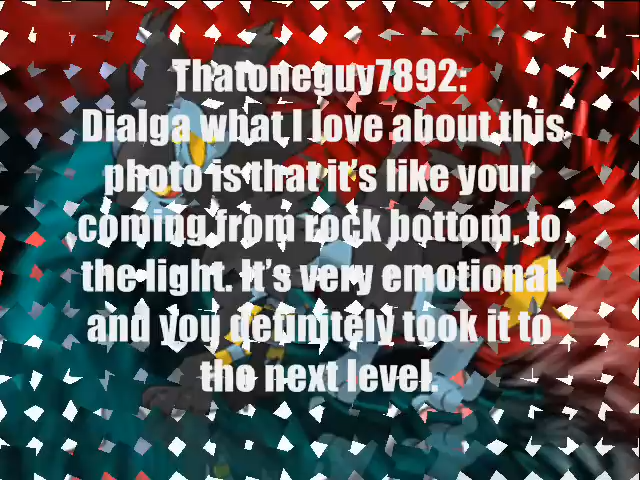 Thatoneguy7892:
Dialga what I love about this
photo is that it's like your
coming from rock bottom, to
the light. It's very emotional
and you definitely took it to
the next level.